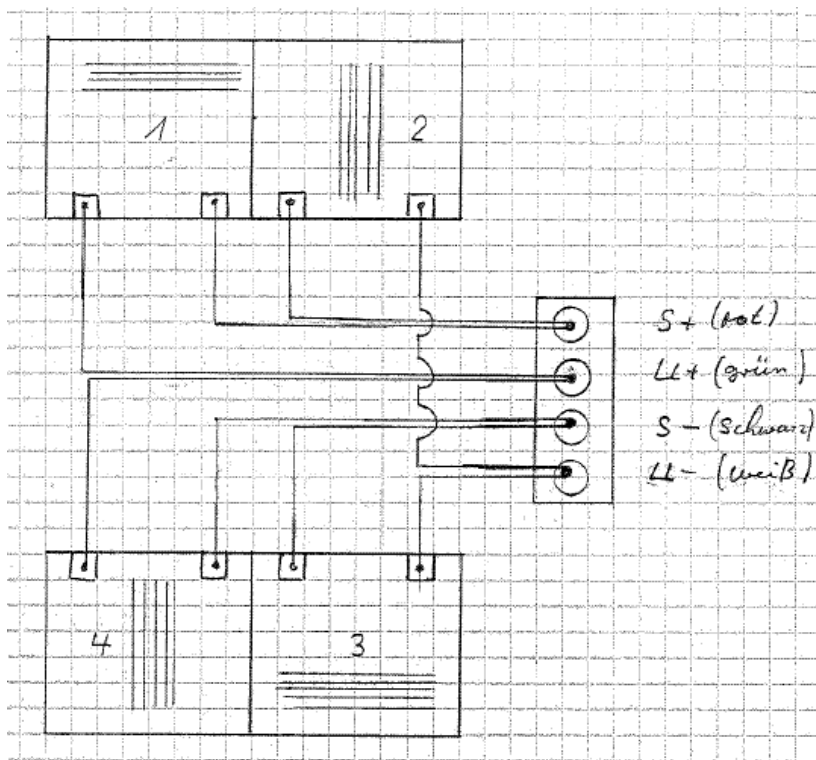 1
2
S+ (rot)
U+ (grün)
S- (schwarz)
U- (weiß)
4
3